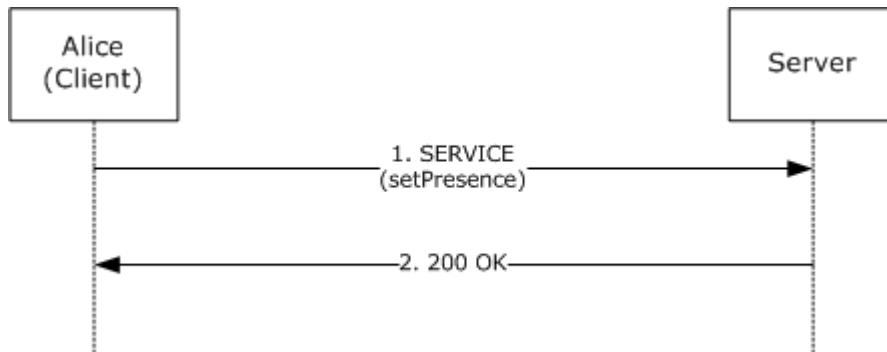 Alice
(Client)
Server
1. SERVICE
(setPresence)
2. 200 OK